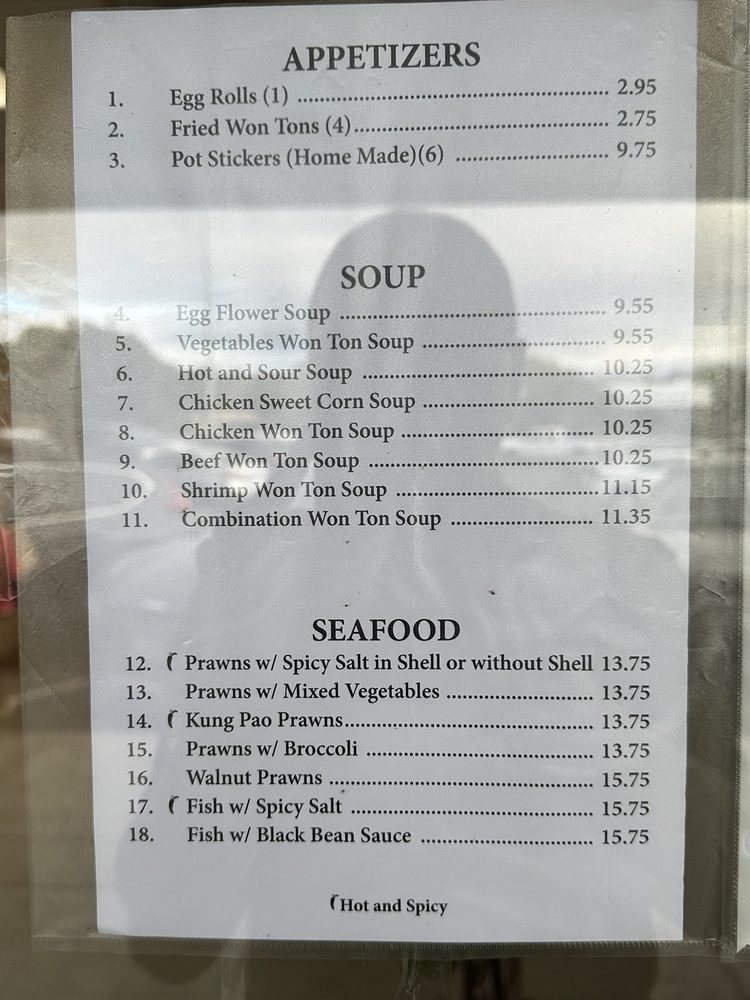 APPETIZERS
1. Egg Rolls (1) ........................................................ 2.95
2. Fried Won Tons (4)............................................. 2.75
3. Pot Stickers (Home Made)(6) ........................... 9.75
SOUP
4. Egg Flower Soup ................................................ 9.55
5. Vegetables Won Ton Soup ................................. 9.55
6. Hot and Sour Soup .......................................... 10.25
7. Chicken Sweet Corn Soup ............................... 10.25
8. Chicken Won Ton Soup ................................... 10.25
9. Beef Won Ton Soup .........................................10.25
10. Shrimp Won Ton Soup ....................................11.15
11. Combination Won Ton Soup .......................... 11.35
SEAFOOD
12. Prawns w/ Spicy Salt in Shell or without Shell 13.75
13. Prawns w/ Mixed Vegetables ........................... 13.75
14. Kung Pao Prawns............................................. 13.75
15. Prawns w/ Broccoli ......................................... 13.75
16. Walnut Prawns ................................................ 15.75
17. Fish w/ Spicy Salt ............................................ 15.75
18. Fish w/ Black Bean Sauce ............................... 15.75
Hot and Spicy